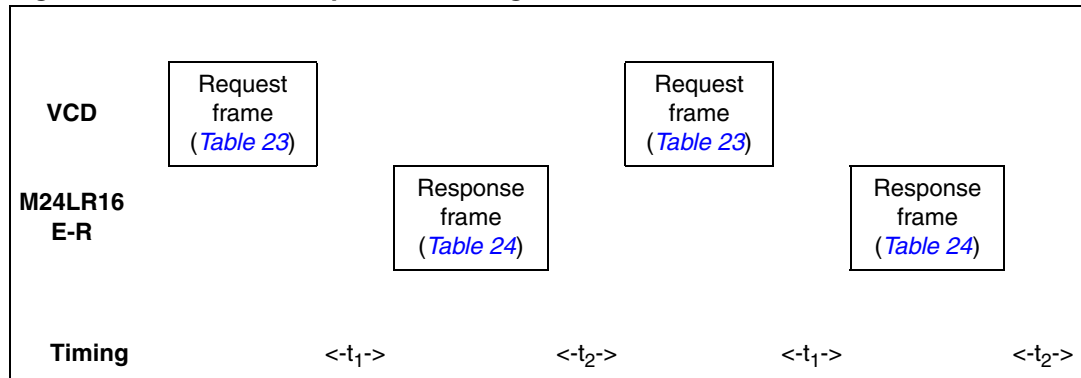 VCD
Request
frame
(Table 23)
Request
frame
(Table 23)
M24LR16
E-R
Response
frame
(Table 24)
Response
frame
(Table 24)
Timing <-t1-> <-t2-> <-t1-> <-t2->